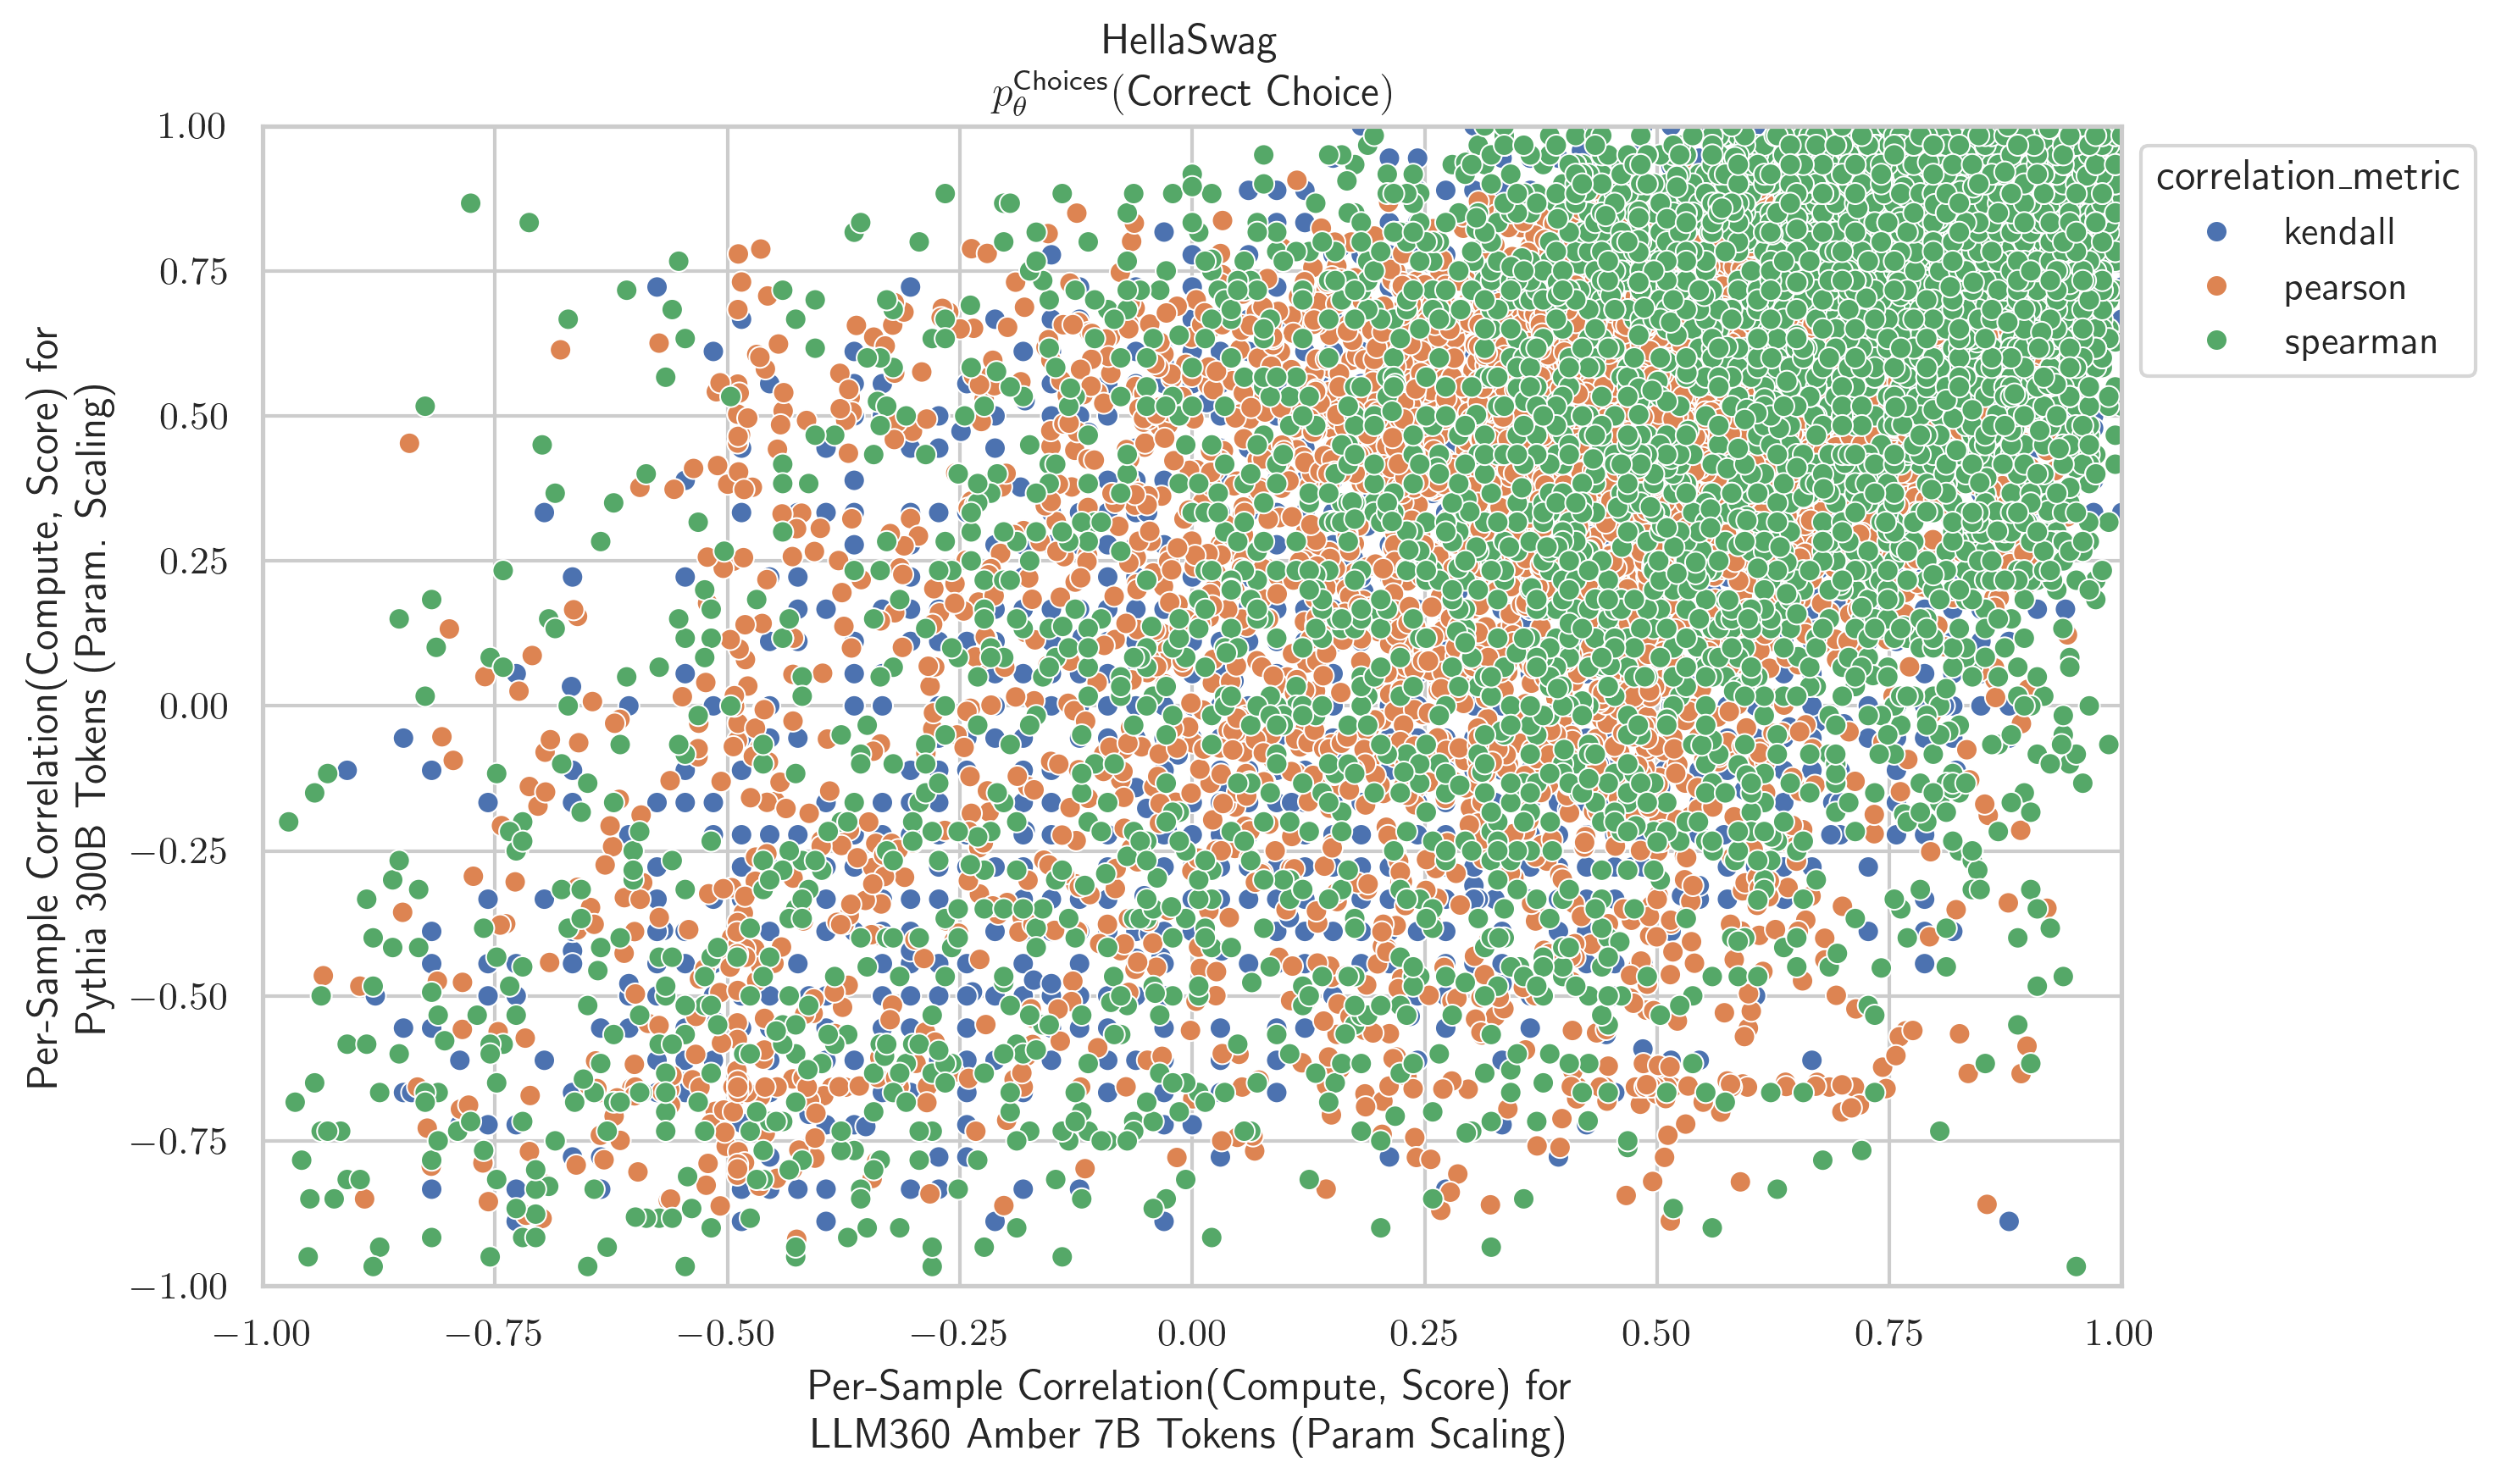 HellaSwag
p_θ^Choices(Correct Choice)
1.00
0.75
0.50
0.25
0.00
−0.25
−0.50
−0.75
−1.00
Per-Sample Correlation(Compute, Score) for
Pythia 300B Tokens (Param. Scaling)
−1.00 −0.75 −0.50 −0.25 0.00 0.25 0.50 0.75 1.00
Per-Sample Correlation(Compute, Score) for
LLM360 Amber 7B Tokens (Param Scaling)
correlation_metric
kendall
pearson
spearman